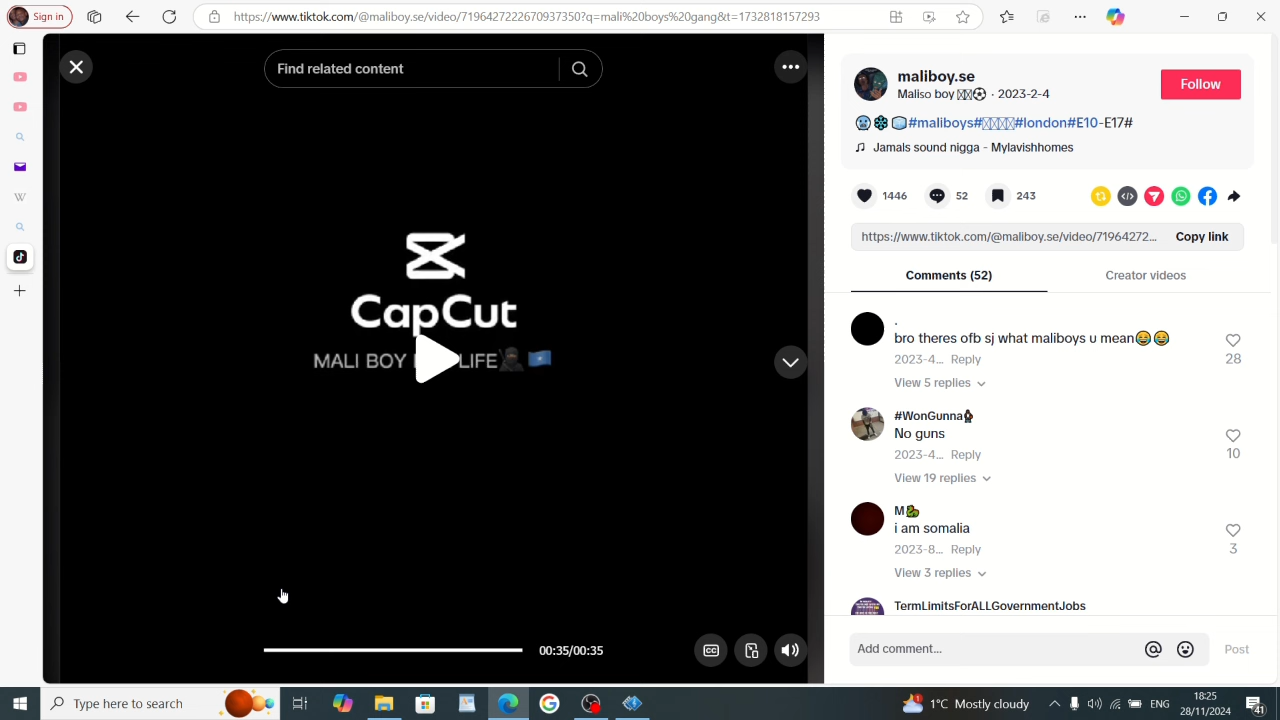 Sign in
https://www.tiktok.com/@maliboy.se/video/7196427222670937350?q=mali%20boys%20gang&t=1732818157293
Find related content
CapCut
MALI BOY LIFE
00:35/00:35
maliboy.se
Maliso boy ⚽ · 2023-2-4
Follow
#maliboys# #london#E10-E17#
Jamals sound nigga - Mylavishhomes
1446
52
243
https://www.tiktok.com/@maliboy.se/video/71964272...
Copy link
Comments (52)
Creator videos
.
bro theres ofb sj what maliboys u mean😂😂
28
2023-4... Reply
View 5 replies
#WonGunna
No guns
10
2023-4... Reply
View 19 replies
M
i am somalia
3
2023-8... Reply
View 3 replies
TermLimitsForALLGovernmentJobs
Add comment...
Post
Type here to search
1°C Mostly cloudy
ENG
18:25
28/11/2024
41